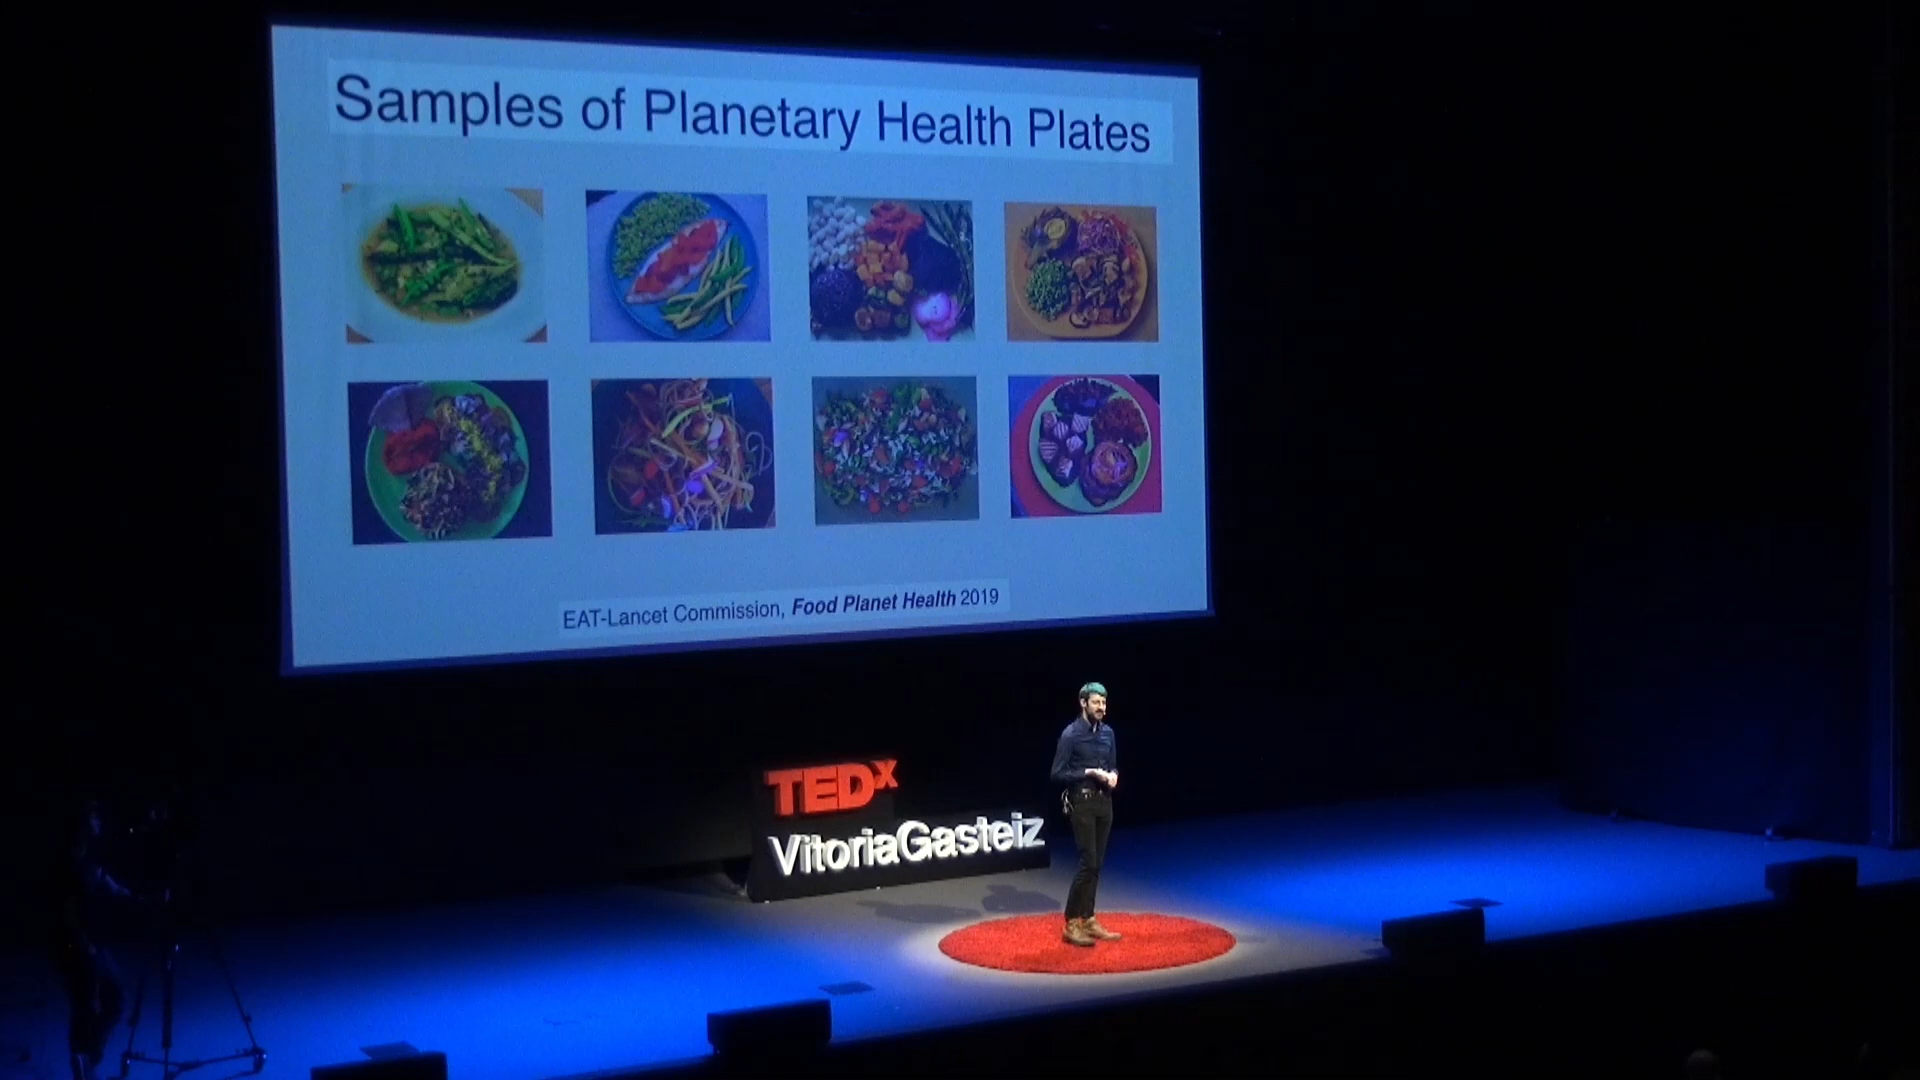 Samples of Planetary Health Plates
EAT-Lancet Commission, Food Planet Health 2019
TEDx
VitoriaGasteiz